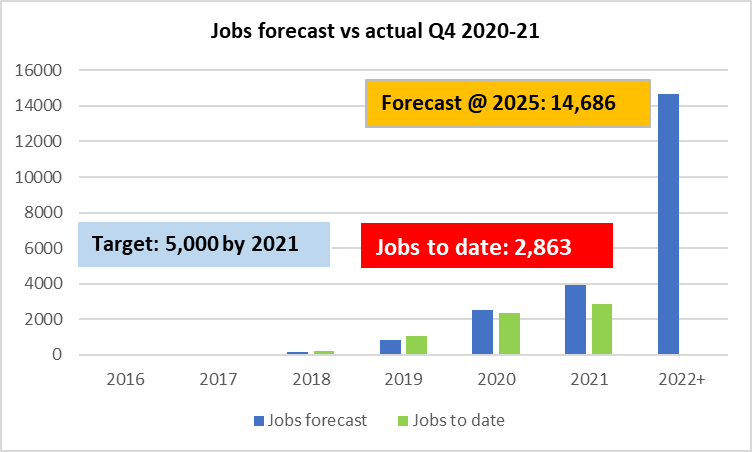 Jobs forecast vs actual Q4 2020-21
16000
14000
12000
10000
8000
6000
4000
2000
0
Forecast @ 2025: 14,686
Target: 5,000 by 2021
Jobs to date: 2,863
2016 2017 2018 2019 2020 2021 2022+
Jobs forecast Jobs to date